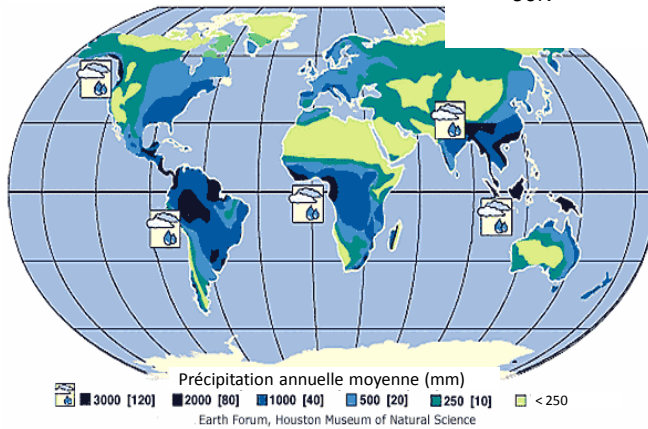 Précipitation annuelle moyenne (mm)
3000 [120] 2000 [80] 1000 [40] 500 [20] 250 [10] < 250
Earth Forum, Houston Museum of Natural Science